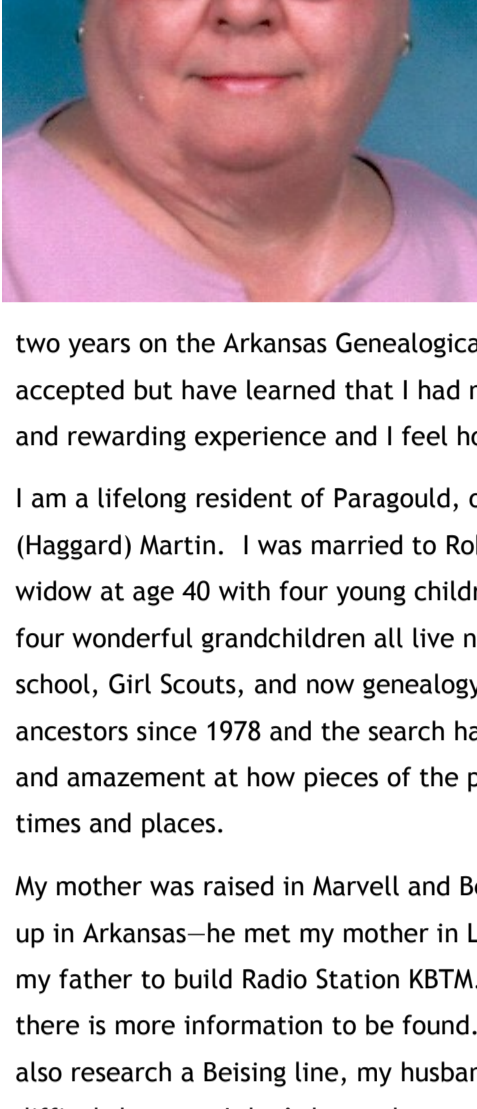 two years on the Arkansas Genealogica
accepted but have learned that I had
and rewarding experience and I feel
I am a lifelong resident of Paragould,
(Haggard) Martin.  I was married to
widow at age 40 with four young
four wonderful grandchildren all live
school, Girl Scouts, and now genealogy
ancestors since 1978 and the search
and amazement at how pieces of the
times and places.
My mother was raised in Marvell and
up in Arkansas—he met my mother in
my father to build Radio Station KBTM.
there is more information to be found.
also research a Beising line, my